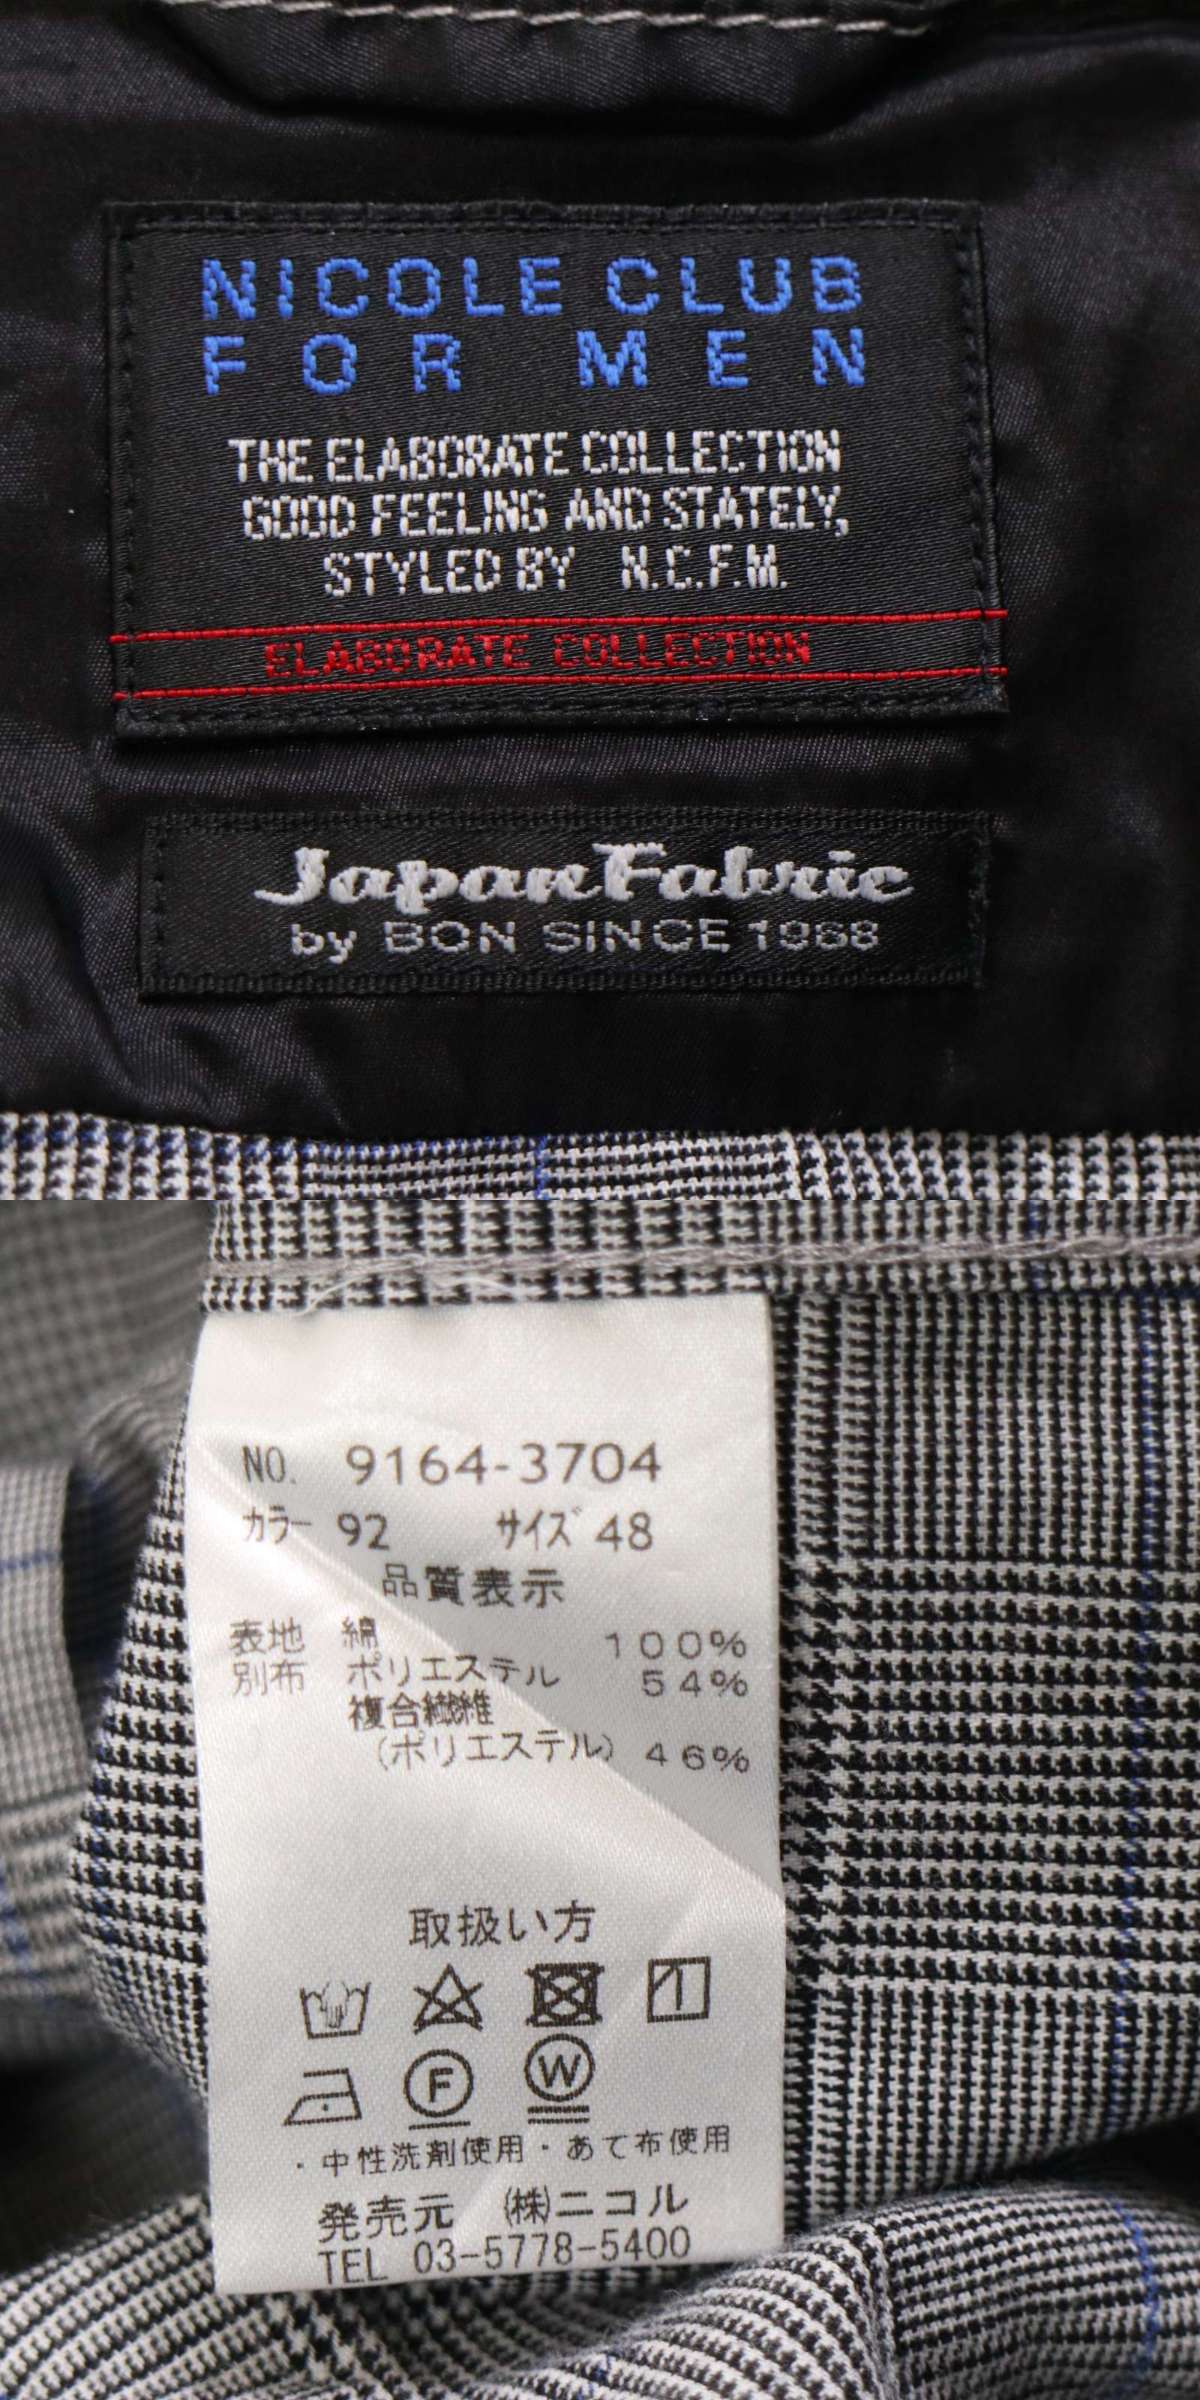 NICOLE CLUB
FOR MEN
THE ELABORATE COLLECTION
GOOD FEELING AND STATELY,
STYLED BY N.C.F.M.
ELABORATE COLLECTION
JapanFabric
by BON SINCE 1968
NO. 9164-3704
カラー 92 サイズ 48
品質表示
表地 綿 100%
別布 ポリエステル 54%
複合繊維
(ポリエステル) 46%
取扱い方
F
W
・中性洗剤使用・あて布使用
発売元 (株)ニコル
TEL 03-5778-5400